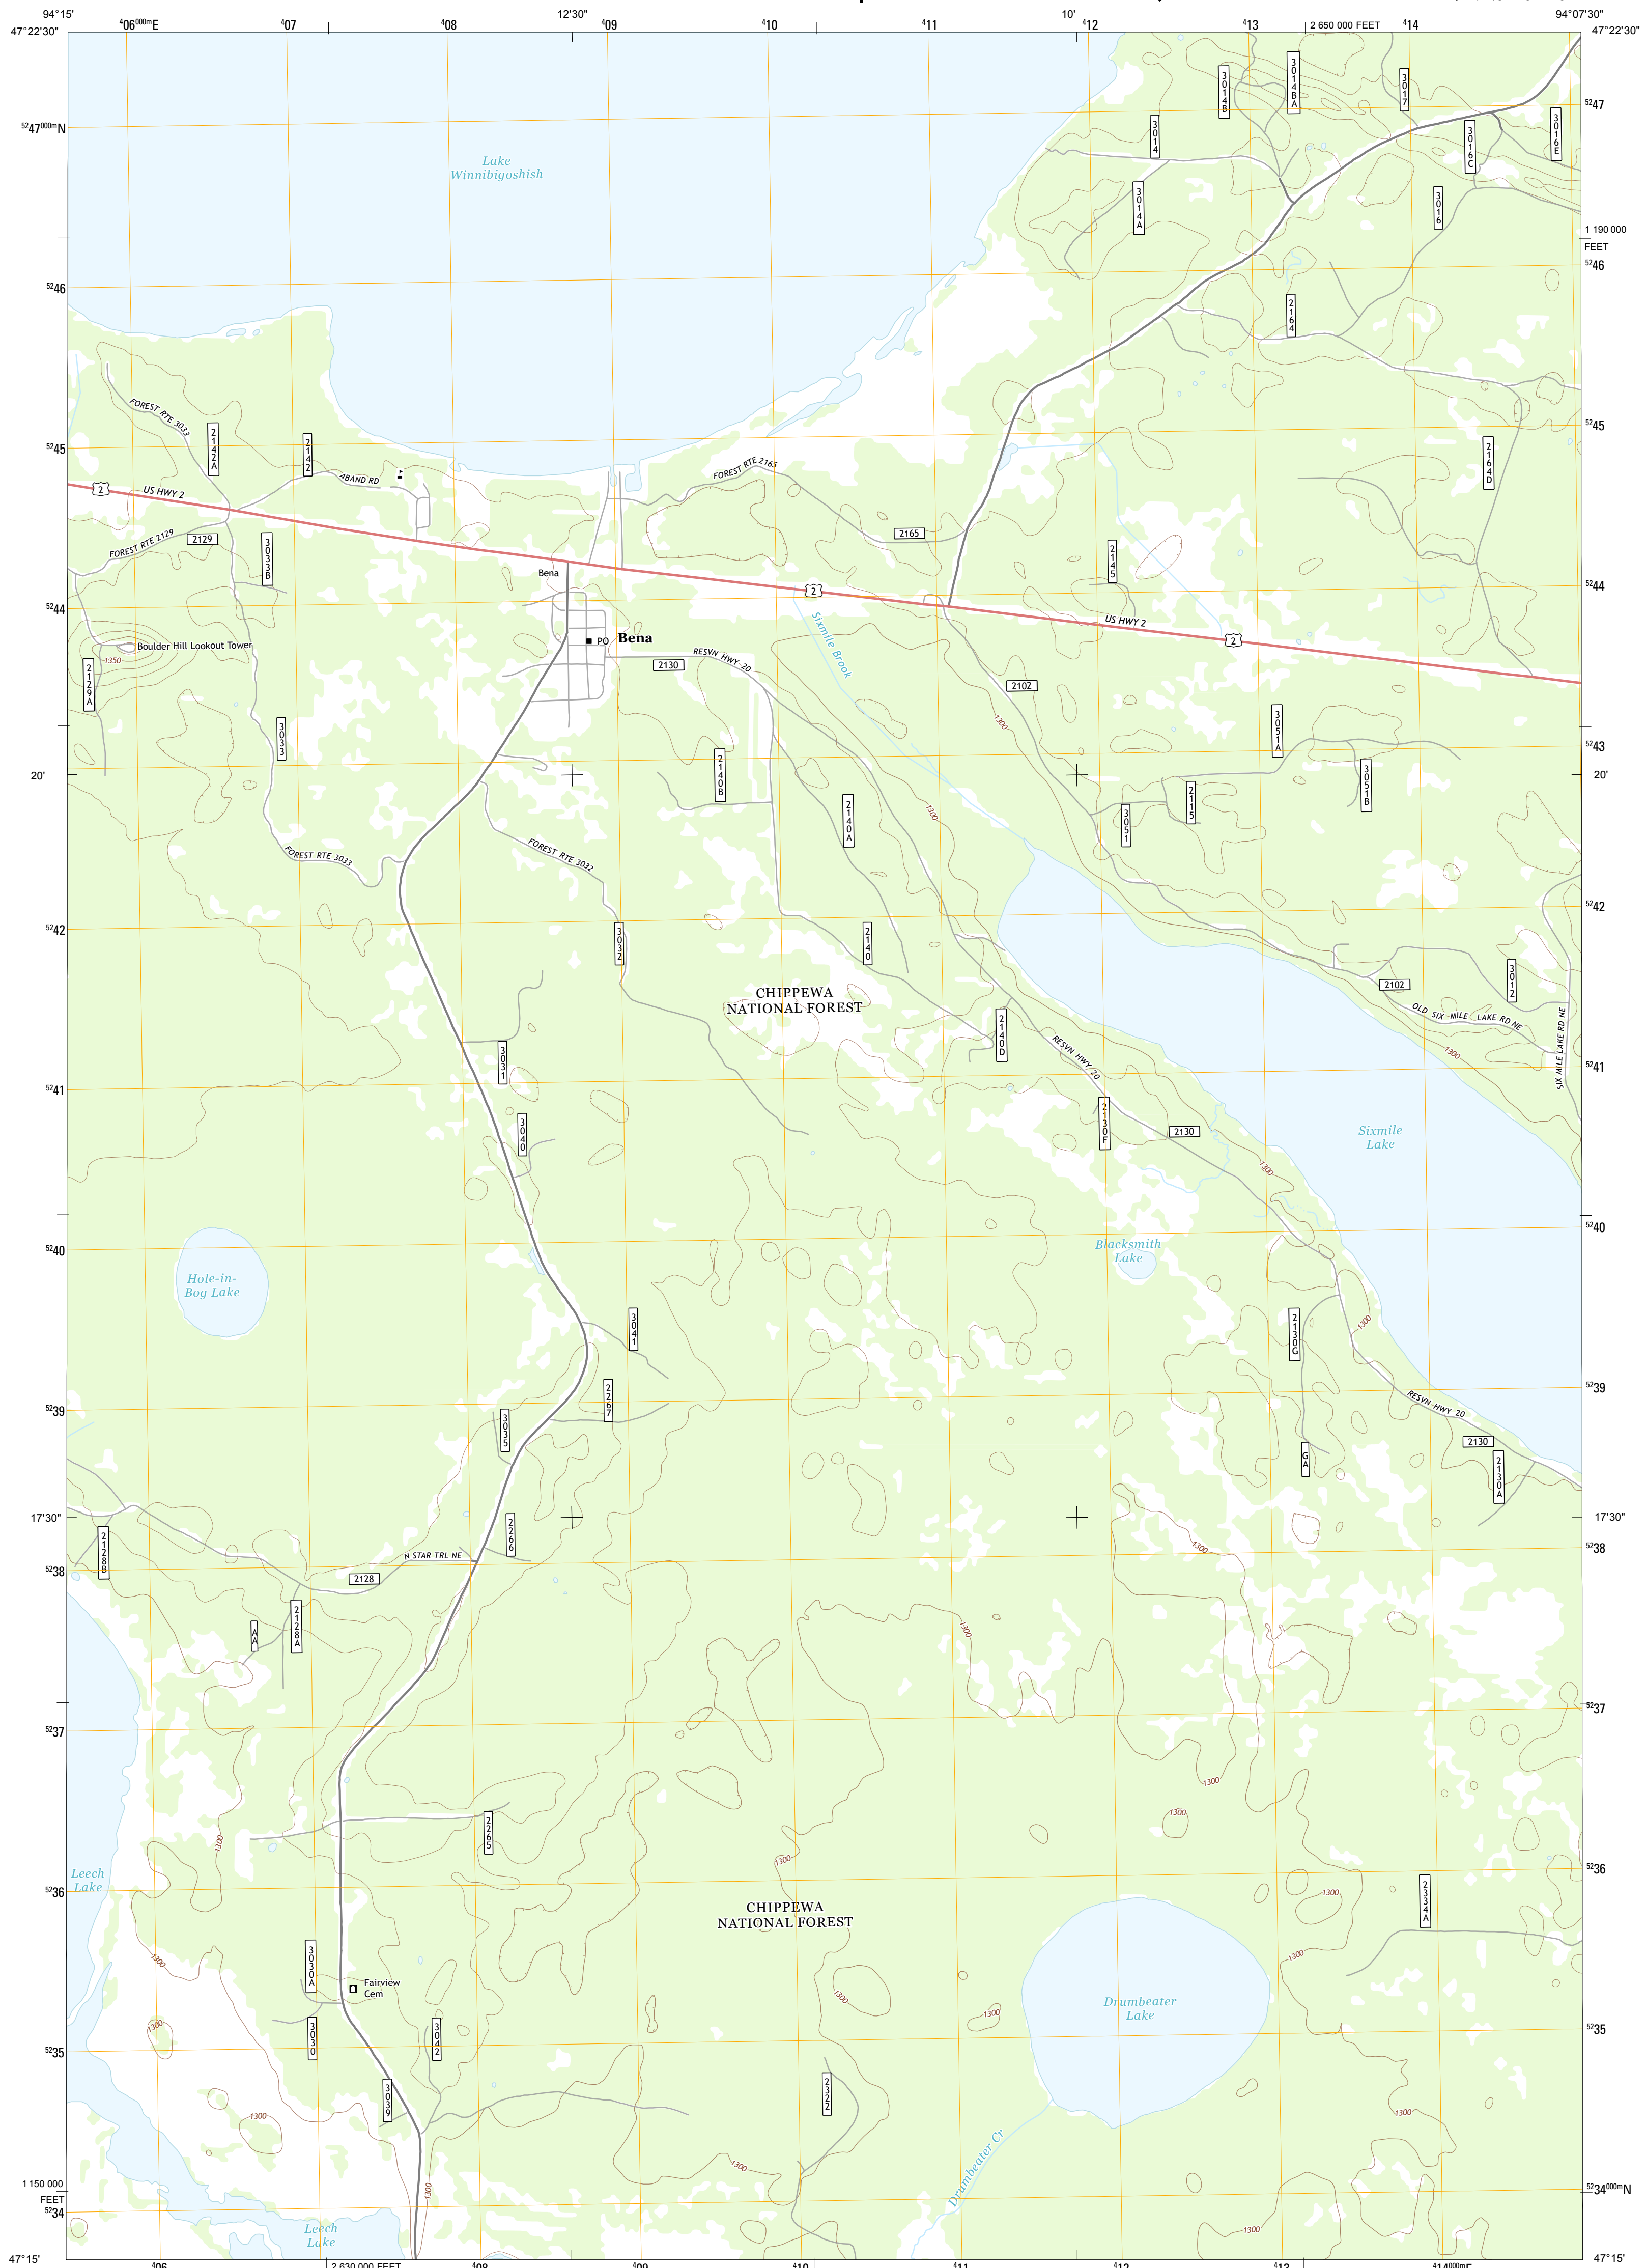 94°15'
⁴06⁰⁰⁰ᵐE
⁴07
⁴08
12'30"
⁴09
⁴10
⁴11
10'
⁴12
⁴13
2 650 000 FEET
⁴14
94°07'30"
47°22'30"
47°22'30"
⁵²47⁰⁰⁰ᵐN
⁵²47
3014B
3014BA
3017
3014
3016C
3016E
Lake
Winnibigoshish
3014A
3016
1 190 000
FEET
⁵²46
⁵²46
2164
FOREST RTE 3033
2142A
2142
ABAND RD
⁵²45
⁵²45
FOREST RTE 2165
2164D
2
US HWY 2
FOREST RTE 2129
2129
3033B
2165
2145
Bena
⁵²44
⁵²44
2
US HWY 2
2
Sixmile Brook
PO
Bena
Boulder Hill Lookout Tower
1350
2129A
RESVN HWY 20
2130
2102
1300
3033
3051A
⁵²43
20'
20'
2140B
2140A
1300
3051
2115
3051B
FOREST RTE 3033
FOREST RTE 3032
⁵²42
⁵²42
3032
2140
2102
3012
CHIPPEWA
NATIONAL FOREST
OLD SIX MILE LAKE RD NE
SIX MILE LAKE RD NE
1300
2140D
RESVN HWY 20
3031
⁵²41
⁵²41
3040
2130F
2130
Sixmile
Lake
1300
⁵²40
⁵²40
Blacksmith
Lake
Hole-in-
Bog Lake
3041
2130G
1300
2267
⁵²39
⁵²39
3035
RESVN HWY 20
2130
GA
2130A
17'30"
17'30"
2266
2128B
N STAR TRL NE
1300
⁵²38
⁵²38
2128
AA
2128A
1300
⁵²37
⁵²37
1300
1300
2265
1300
1300
Leech
Lake
⁵²36
⁵²36
1300
2334A
CHIPPEWA
NATIONAL FOREST
1300
1300
3030A
Fairview
Cem
1300
1300
Drumbeater
Lake
1300
3030
3042
⁵²35
⁵²35
3039
2322
1300
1300
1300
Drumbeater Cr
1 150 000
FEET
1300
⁵²34
⁵²34⁰⁰⁰ᵐN
Leech
Lake
1300
47°15'
47°15'
2 630 000 FEET